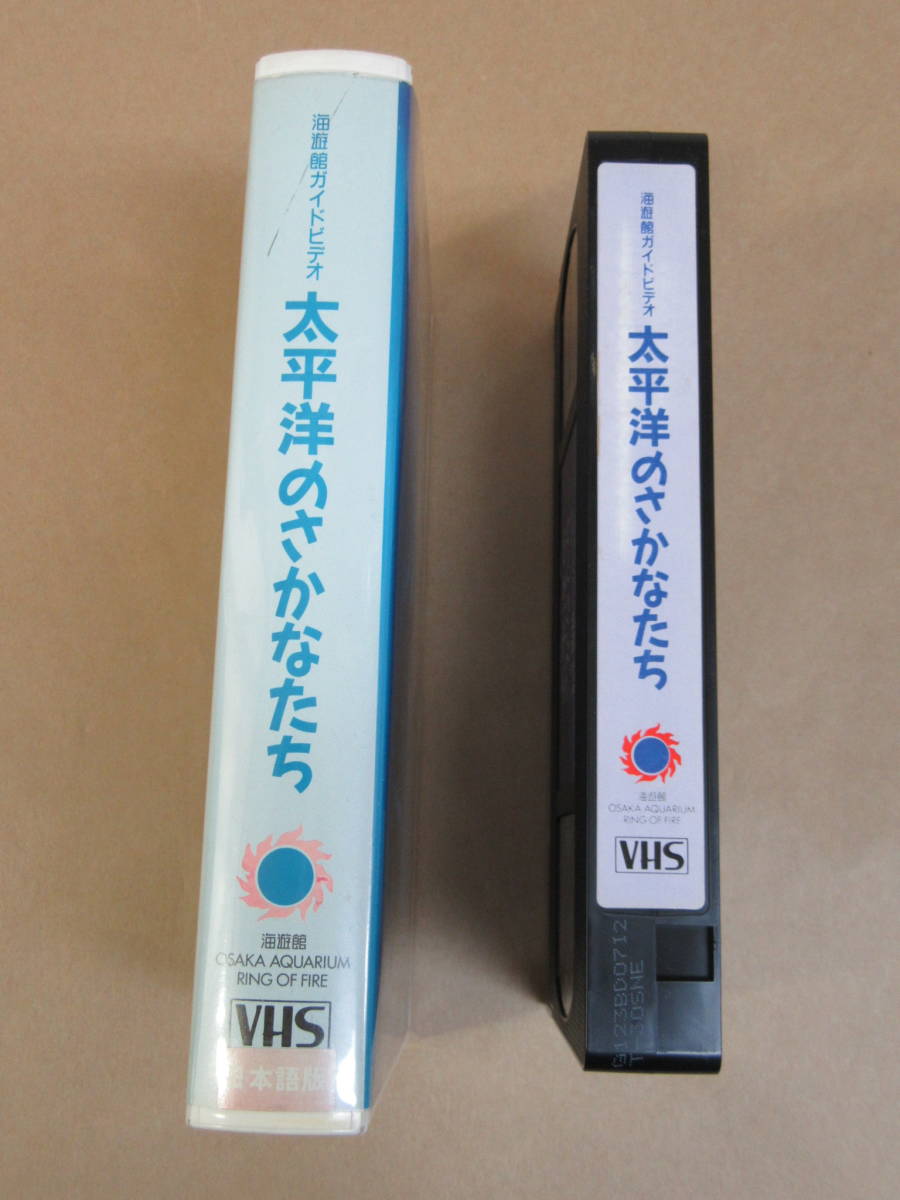 海遊館ガイドビデオ
太平洋のさかなたち
海遊館
OSAKA AQUARIUM
RING OF FIRE
VHS
日本語版
海遊館ガイドビデオ
太平洋のさかなたち
海遊館
OSAKA AQUARIUM
RING OF FIRE
VHS
G123BD0712
T-30SNE